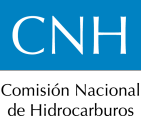 CNH
Comisión Nacional
de Hidrocarburos